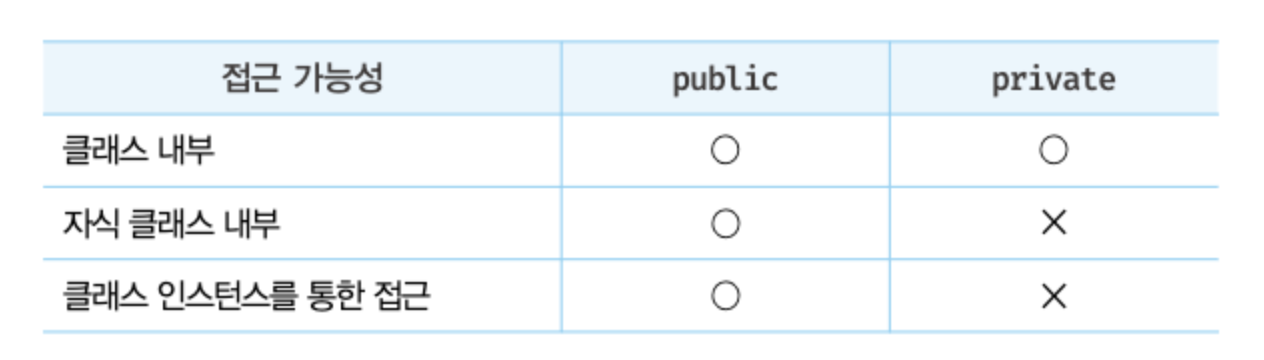 접근 가능성 public private
클래스 내부 ○ ○
자식 클래스 내부 ○ ×
클래스 인스턴스를 통한 접근 ○ ×